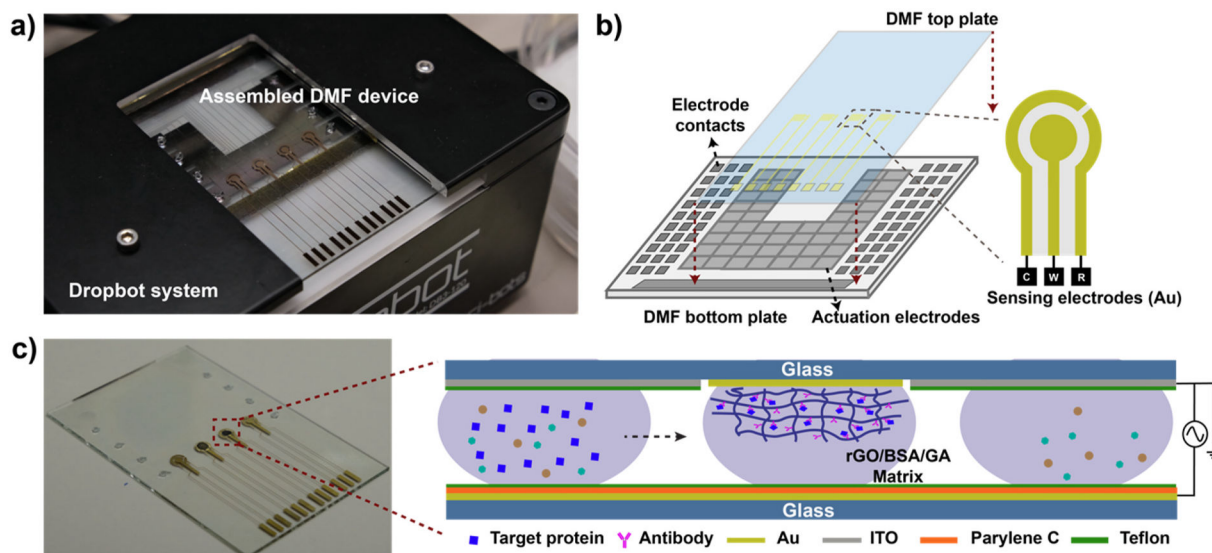 a)
Assembled DMF device
Dropbot system
b)
DMF top plate
Electrode
contacts
C W R
Sensing electrodes (Au)
DMF bottom plate
Actuation electrodes
c)
Glass
rGO/BSA/GA
Matrix
Glass
Target protein Antibody Au ITO Parylene C Teflon